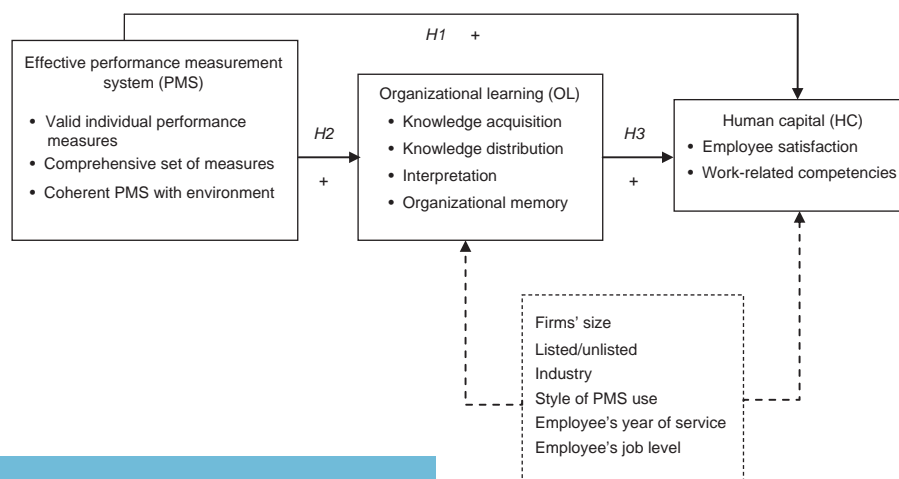 H1 +
Effective performance measurement
system (PMS)
• Valid individual performance
measures
• Comprehensive set of measures
• Coherent PMS with environment
H2
+
Organizational learning (OL)
• Knowledge acquisition
• Knowledge distribution
• Interpretation
• Organizational memory
H3
+
Human capital (HC)
• Employee satisfaction
• Work-related competencies
Firms’ size
Listed/unlisted
Industry
Style of PMS use
Employee’s year of service
Employee’s job level